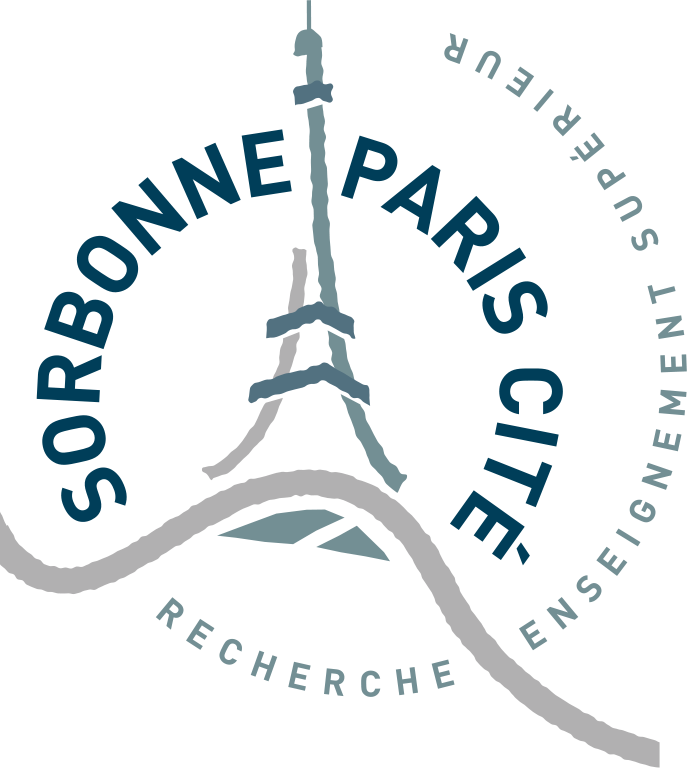 SORBONNE PARIS CITÉ
RECHERCHE ENSEIGNEMENT SUPÉRIEUR